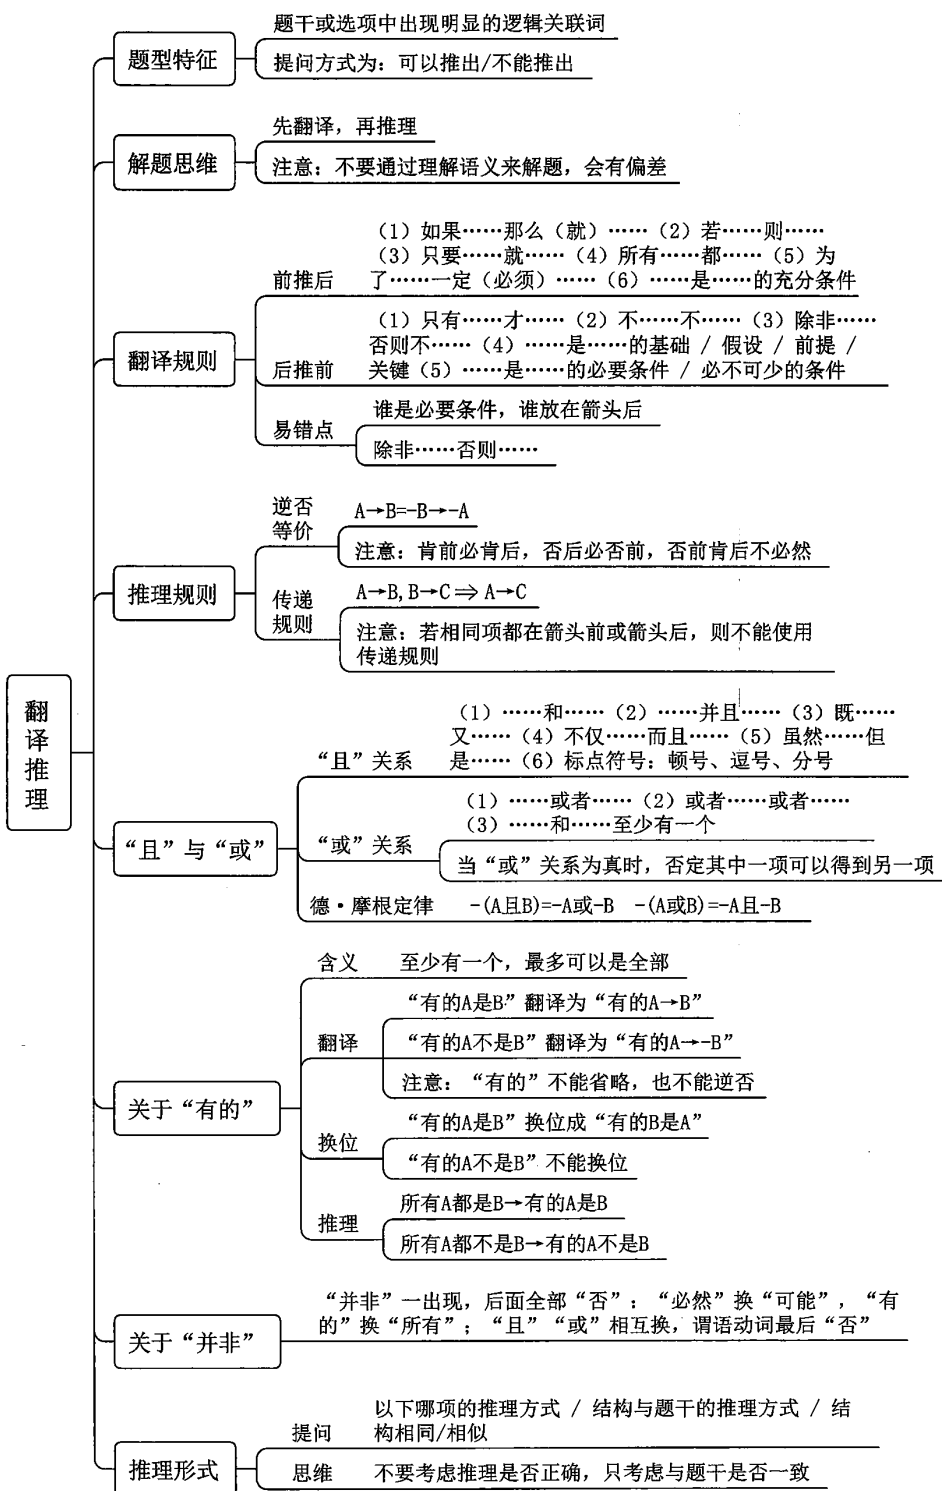 翻译推理
题型特征
题干或选项中出现明显的逻辑关联词
提问方式为：可以推出/不能推出
解题思维
先翻译，再推理
注意：不要通过理解语义来解题，会有偏差
翻译规则
前推后
（1）如果……那么（就）……（2）若……则……
（3）只要……就……（4）所有……都……（5）为
了……一定（必须）……（6）……是……的充分条件
后推前
（1）只有……才……（2）不……不……（3）除非……
否则不……（4）……是……的基础 / 假设 / 前提 /
关键（5）……是……的必要条件 / 必不可少的条件
易错点
谁是必要条件，谁放在箭头后
除非……否则……
推理规则
逆否
等价
A→B=-B→-A
注意：肯前必肯后，否后必否前，否前肯后不必然
传递
规则
A→B,B→C⇒A→C
注意：若相同项都在箭头前或箭头后，则不能使用
传递规则
“且”与“或”
“且”关系
（1）……和……（2）……并且……（3）既……
又……（4）不仅……而且……（5）虽然……但
是……（6）标点符号：顿号、逗号、分号
“或”关系
（1）……或者……（2）或者……或者……
（3）……和……至少有一个
当“或”关系为真时，否定其中一项可以得到另一项
德·摩根定律
-(A且B)=-A或-B -(A或B)=-A且-B
关于“有的”
含义
至少有一个，最多可以是全部
翻译
“有的A是B”翻译为“有的A→B”
“有的A不是B”翻译为“有的A→-B”
注意：“有的”不能省略，也不能逆否
换位
“有的A是B”换位成“有的B是A”
“有的A不是B”不能换位
推理
所有A都是B→有的A是B
所有A都不是B→有的A不是B
关于“并非”
“并非”一出现，后面全部“否”；“必然”换“可能”，“有
的”换“所有”；“且”“或”相互换，谓语动词最后“否”
推理形式
提问
以下哪项的推理方式 / 结构与题干的推理方式 / 结
构相同/相似
思维
不要考虑推理是否正确，只考虑与题干是否一致